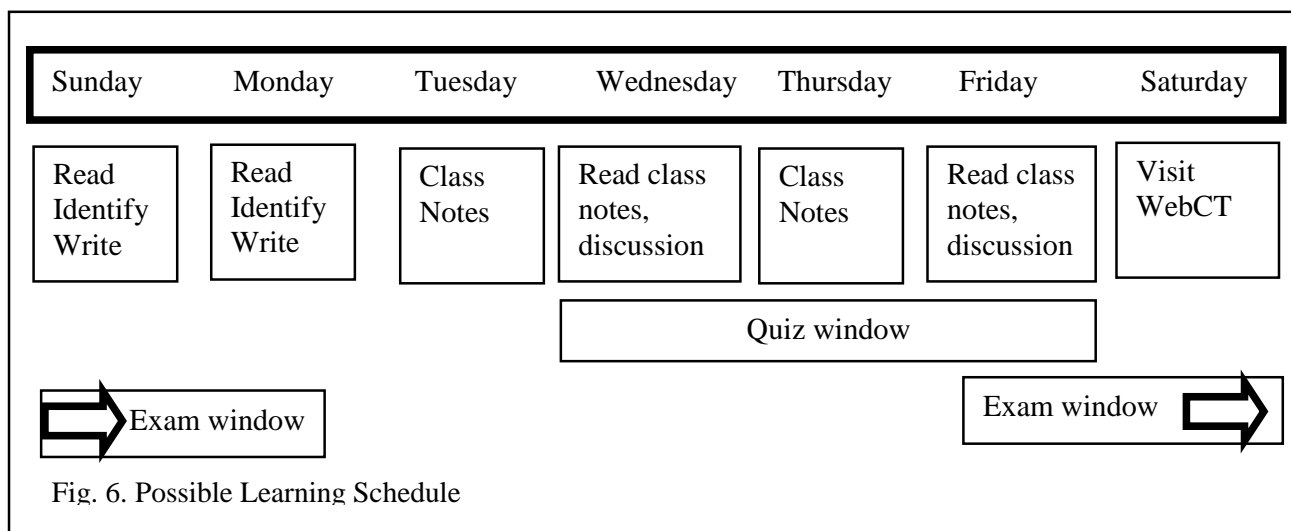 Sunday Monday Tuesday Wednesday Thursday Friday Saturday
Read
Identify
Write
Read
Identify
Write
Class
Notes
Read class
notes,
discussion
Class
Notes
Read class
notes,
discussion
Visit
WebCT
Quiz window
Exam window
Exam window
Fig. 6. Possible Learning Schedule